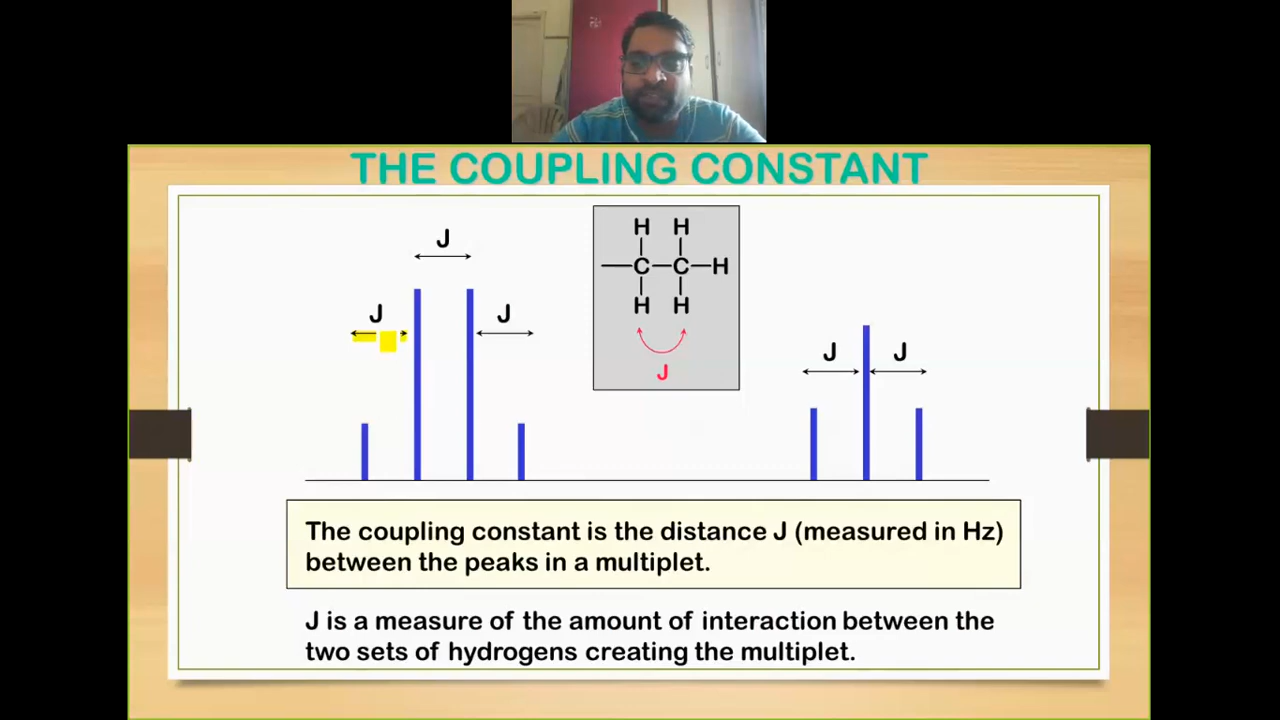 THE COUPLING CONSTANT
J
J
J
H H
C C H
H H
J
J J
The coupling constant is the distance J (measured in Hz)
between the peaks in a multiplet.
J is a measure of the amount of interaction between the
two sets of hydrogens creating the multiplet.